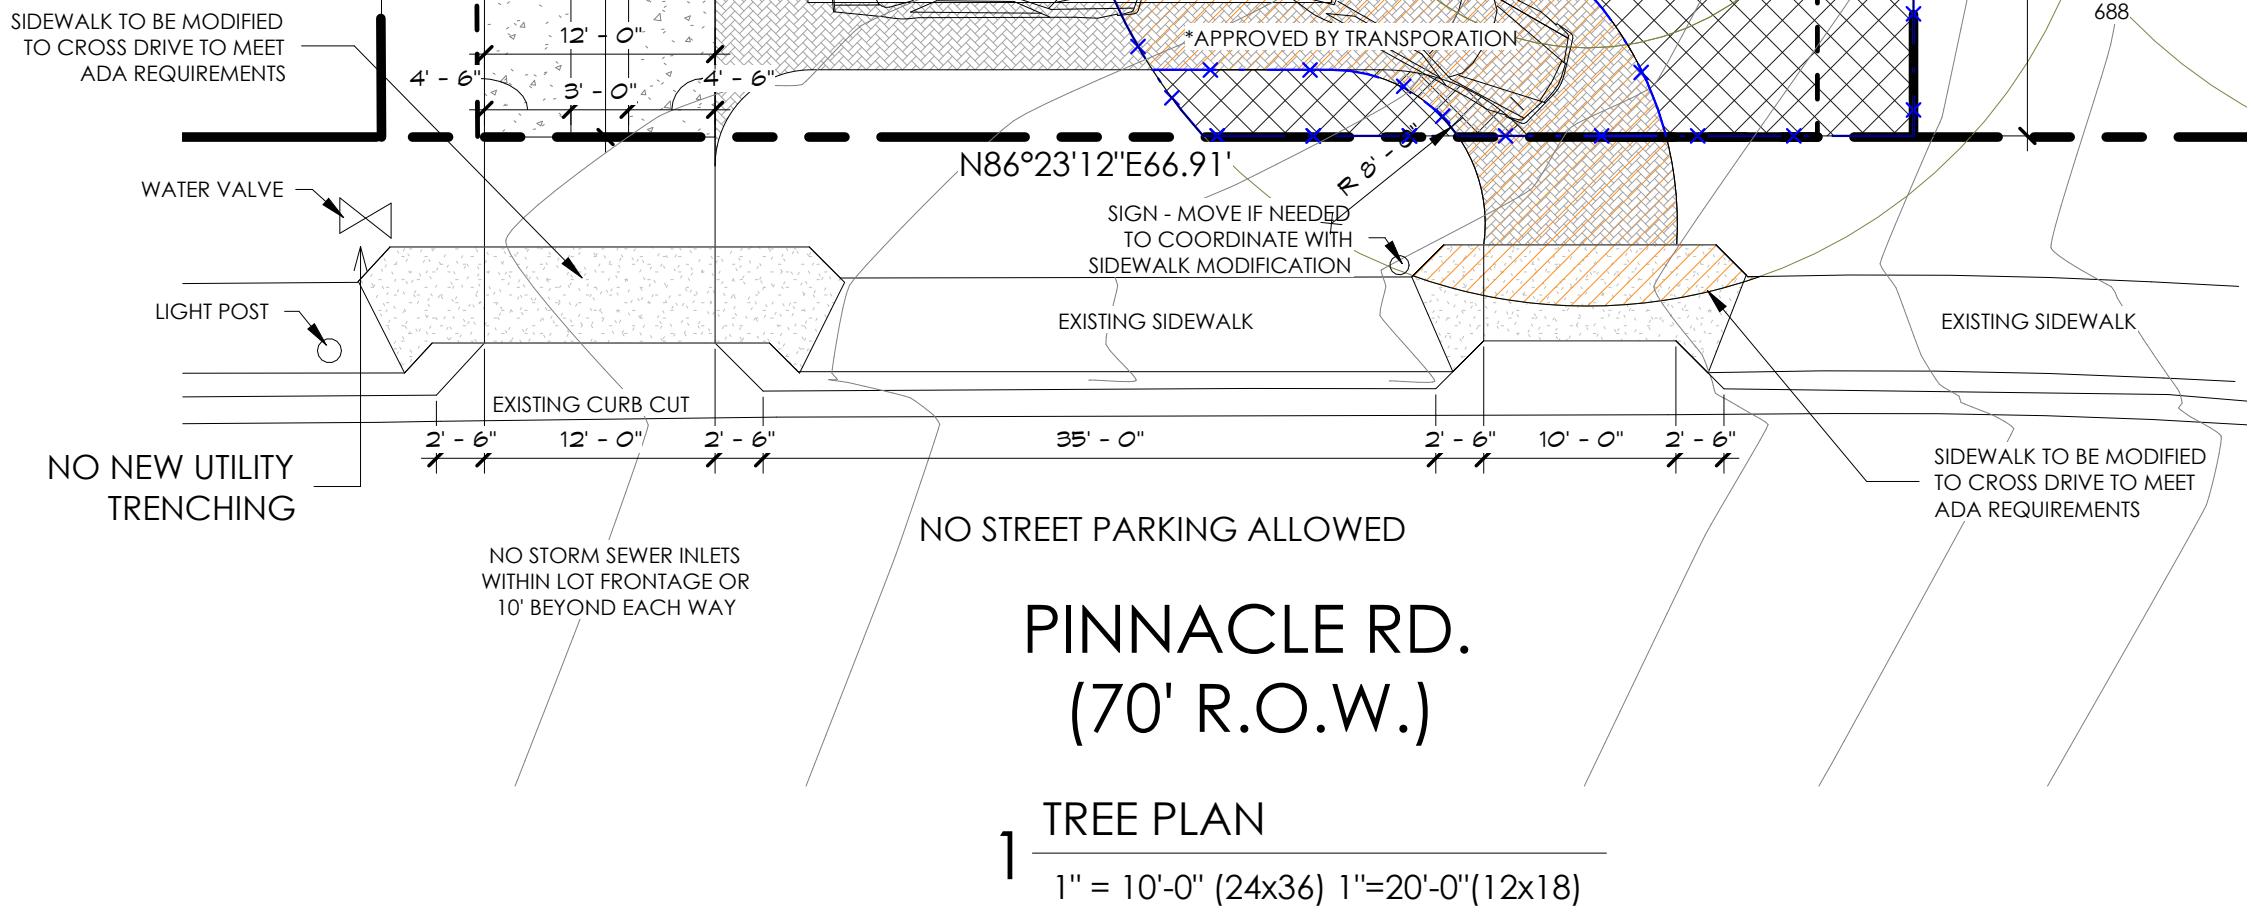 SIDEWALK TO BE MODIFIED
TO CROSS DRIVE TO MEET
ADA REQUIREMENTS
12' - 0"
4' - 6"
3' - 0"
4' - 6"
*APPROVED BY TRANSPORATION
688
N86°23'12"E66.91'
R 8' - 0"
WATER VALVE
SIGN - MOVE IF NEEDED
TO COORDINATE WITH
SIDEWALK MODIFICATION
LIGHT POST
EXISTING SIDEWALK
EXISTING SIDEWALK
EXISTING CURB CUT
2' - 6"
12' - 0"
2' - 6"
35' - 0"
2' - 6"
10' - 0"
2' - 6"
NO NEW UTILITY
TRENCHING
SIDEWALK TO BE MODIFIED
TO CROSS DRIVE TO MEET
ADA REQUIREMENTS
NO STREET PARKING ALLOWED
NO STORM SEWER INLETS
WITHIN LOT FRONTAGE OR
10' BEYOND EACH WAY
PINNACLE RD.
(70' R.O.W.)
1
TREE PLAN
1" = 10'-0" (24x36) 1"=20'-0"(12x18)